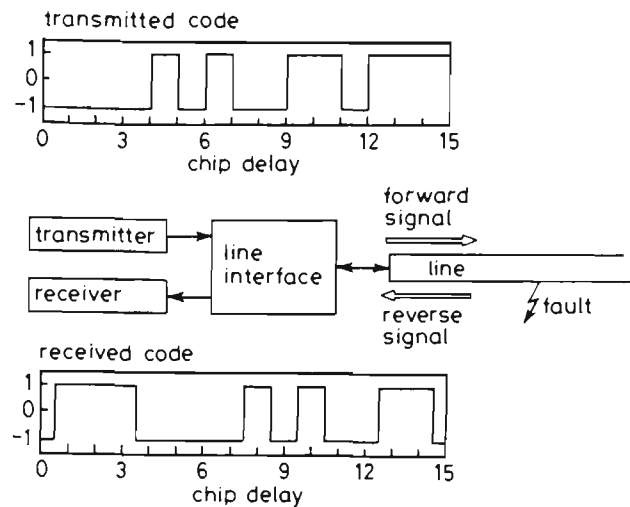 transmitted code
1
0
-1
0 3 6 9 12 15
chip delay
forward
signal
transmitter
line
interface
line
receiver
reverse
signal
fault
received code
1
0
-1
0 3 6 9 12 15
chip delay